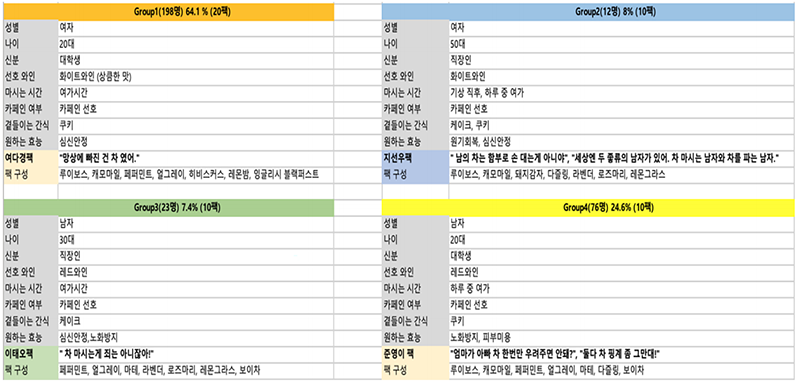 Group1(198명) 64.1 % (20팩)
성별 여자
나이 20대
신분 대학생
선호 와인 화이트와인 (상큼한 맛)
마시는 시간 여가시간
카페인 여부 카페인 선호
곁들이는 간식 쿠키
원하는 효능 심신안정
여다경팩 "망상에 빠진 건 차 였어."
팩 구성 루이보스, 캐모마일, 페퍼민트, 얼그레이, 히비스커스, 레몬밤, 잉글리시 블랙퍼스트
Group2(12명) 8% (10팩)
성별 여자
나이 50대
신분 직장인
선호 와인 화이트와인
마시는 시간 기상 직후, 하루 중 여가
카페인 여부 카페인 선호
곁들이는 간식 케이크, 쿠키
원하는 효능 원기회복, 심신안정
지선우팩 " 남의 차는 함부로 손 대는게 아니야", "세상엔 두 종류의 남자가 있어. 차 마시는 남자와 차를 파는 남자."
팩 구성 루이보스, 캐모마일, 돼지감자, 다즐링, 라벤더, 로즈마리, 레몬그라스
Group3(23명) 7.4% (10팩)
성별 남자
나이 30대
신분 직장인
선호 와인 레드와인
마시는 시간 여가시간
카페인 여부 카페인 선호
곁들이는 간식 케이크
원하는 효능 심신안정,노화방지
이태오팩 " 차 마시는게 죄는 아니잖아!"
팩 구성 페퍼민트, 얼그레이, 마테, 라벤더, 로즈마리, 레몬그라스, 보이차
Group4(76명) 24.6% (10팩)
성별 남자
나이 20대
신분 대학생
선호 와인 레드와인
마시는 시간 하루 중 여가
카페인 여부 카페인 선호
곁들이는 간식 쿠키
원하는 효능 노화방지, 피부미용
준영이 팩 "엄마가 아빠 차 한번만 우려주면 안돼?", "둘다 차 핑계 좀 그만대!"
팩 구성 루이보스, 캐모마일, 페퍼민트, 얼그레이, 마테, 다즐링, 보이차